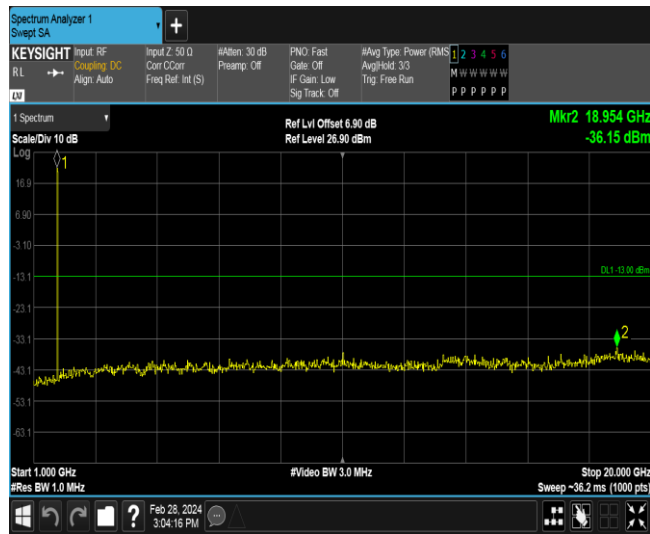 Spectrum Analyzer 1
Swept SA
+
KEYSIGHT Input: RF Input Z: 50 Ω #Atten: 30 dB PNO: Fast #Avg Type: Power (RMS 1 2 3 4 5 6
RL Coupling: DC Corr CCorr Preamp: Off Gate: Off Avg|Hold: 3/3 M W W W W W
Align: Auto Freq Ref: Int (S) IF Gain: Low Trig: Free Run
LXI Sig Track: Off P P P P P P
1 Spectrum Ref Lvl Offset 6.90 dB Mkr2 18.954 GHz
Scale/Div 10 dB Ref Level 26.90 dBm -36.15 dBm
Log
1
16.9
6.90
-3.10
DL1 -13.00 dBm
-13.1
-23.1
-33.1
2
-43.1
-53.1
-63.1
Start 1.000 GHz #Video BW 3.0 MHz Stop 20.000 GHz
#Res BW 1.0 MHz Sweep ~36.2 ms (1000 pts)
? Feb 28, 2024
3:04:16 PM